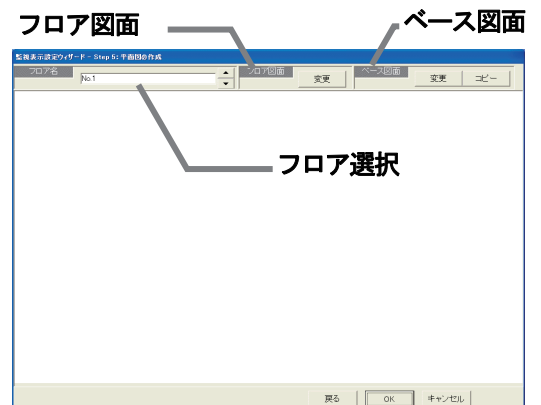 フロア図面
ベース図面
監視表示設定ウィザード - Step 5: 平面図の作成
フロア名 No.1 フロア図面 変更 ベース図面 変更 コピー
フロア選択
戻る OK キャンセル